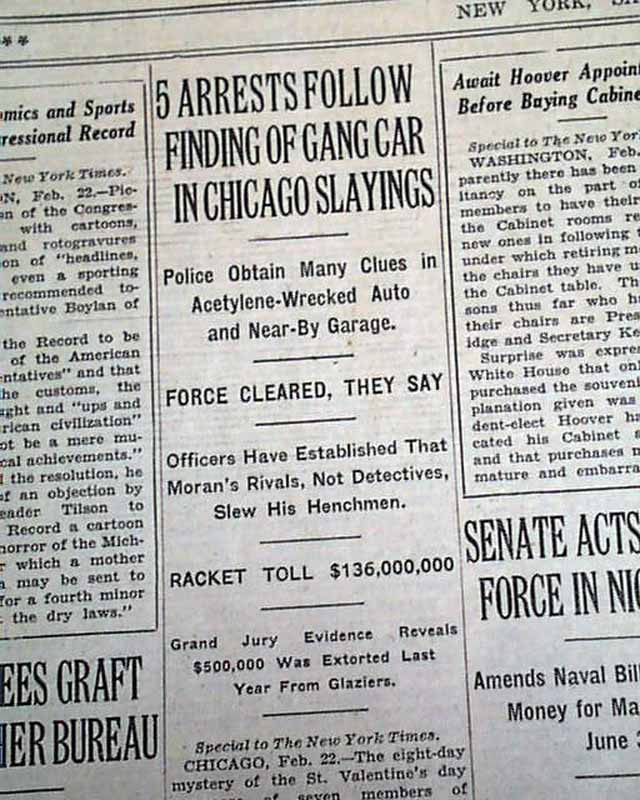 NEW YORK,
**
omics and Sports
ressional Record
New York Times.
N, Feb. 22.—Pic-
en of the Congres-
with cartoons,
and rotogravures
on of "headlines,
even a sporting
recommended to-
entative Boylan of
the Record to be
of the American
ntatives" and that
he customs, the
ght and "ups and
rican civilization"
ot be a mere mu-
cal achievements."
the resolution, he
of an objection by
eader Tilson to
Record a cartoon
horror of the Mich-
r which a mother
a may be sent to
for a fourth minor
the dry laws."
EES GRAFT
HER BUREAU
5 ARRESTS FOLLOW
FINDING OF GANG CAR
IN CHICAGO SLAYINGS
Police Obtain Many Clues in
Acetylene-Wrecked Auto
and Near-By Garage.
FORCE CLEARED, THEY SAY
Officers Have Established That
Moran's Rivals, Not Detectives,
Slew His Henchmen.
RACKET TOLL $136,000,000
Grand Jury Evidence Reveals
$500,000 Was Extorted Last
Year From Glaziers.
Special to The New York Times.
CHICAGO, Feb. 22.—The eight-day
mystery of the St. Valentine's day
of seven members of
Await Hoover Appoin
Before Buying Cabine
Special to The New Yor
WASHINGTON, Feb.
parently there has been
itancy on the part o
members to have their
the Cabinet rooms re
new ones in following t
under which retiring m
the chairs they have u
the Cabinet table. Th
sons thus far who h
their chairs are Pres
idge and Secretary Ke
Surprise was expre
White House that onl
purchased the souveni
planation given was
dent-elect Hoover ha
cated his Cabinet
and that purchases m
mature and embarra
SENATE ACTS
FORCE IN NIC
Amends Naval Bill
Money for Ma
June 3